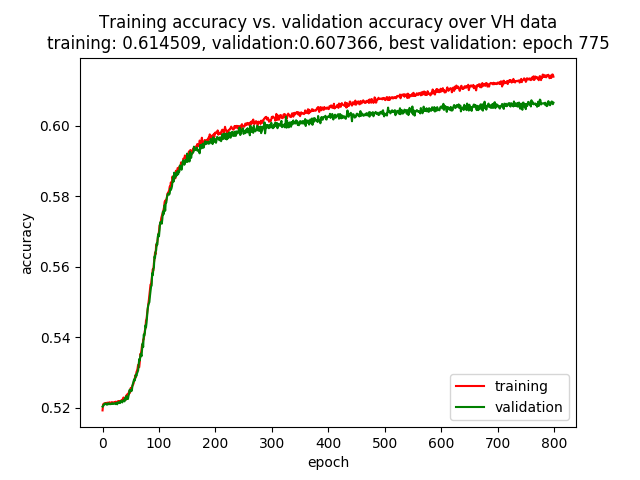 Training accuracy vs. validation accuracy over VH data
training: 0.614509, validation:0.607366, best validation: epoch 775
accuracy
0.60
0.58
0.56
0.54
0.52
training
validation
0 100 200 300 400 500 600 700 800
epoch